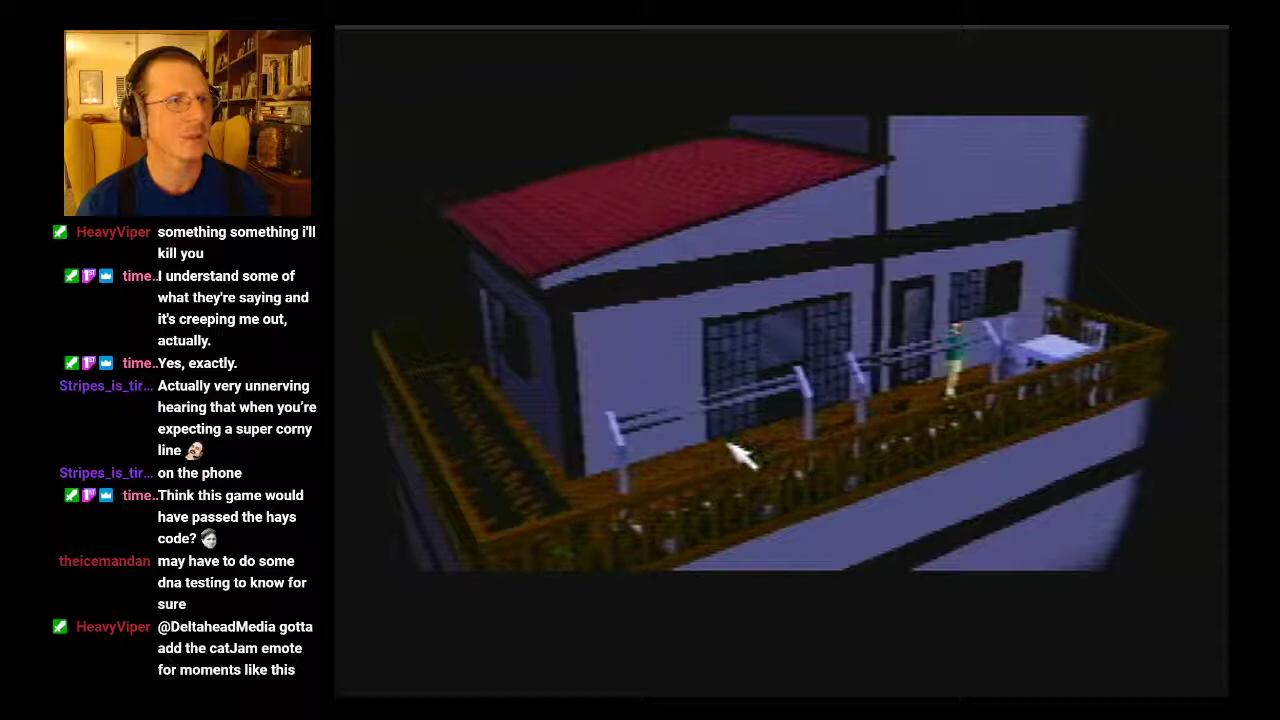 HeavyViper something something i'll
kill you
time.. I understand some of
what they're saying and
it's creeping me out,
actually.
time.. Yes, exactly.
Stripes_is_tir... Actually very unnerving
hearing that when you're
expecting a super corny
line
Stripes_is_tir... on the phone
time.. Think this game would
have passed the hays
code?
theicemandan may have to do some
dna testing to know for
sure
HeavyViper @DeltaheadMedia gotta
add the catJam emote
for moments like this